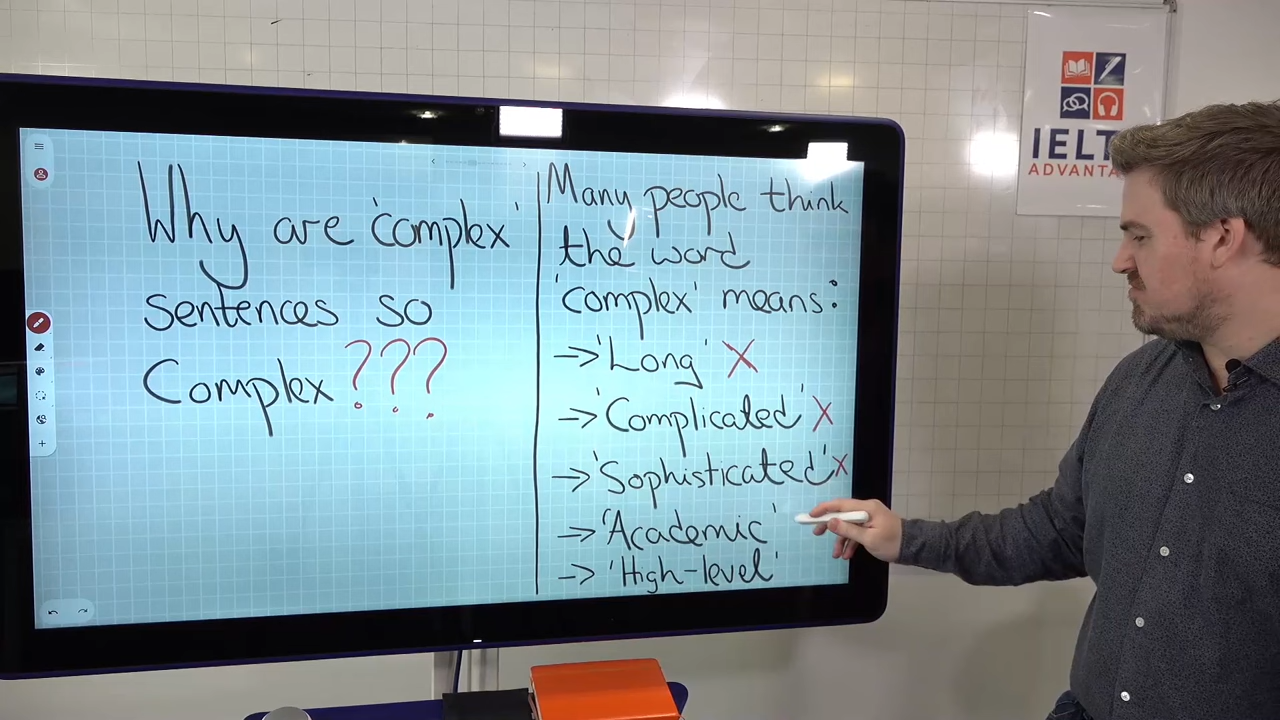 Why are 'complex'
sentences so
Complex ???
Many people think
the word
'complex' means:
→ 'Long' X
→ 'Complicated' X
→ 'Sophisticated' X
→ 'Academic'
→ 'High-level'
ADVANTA